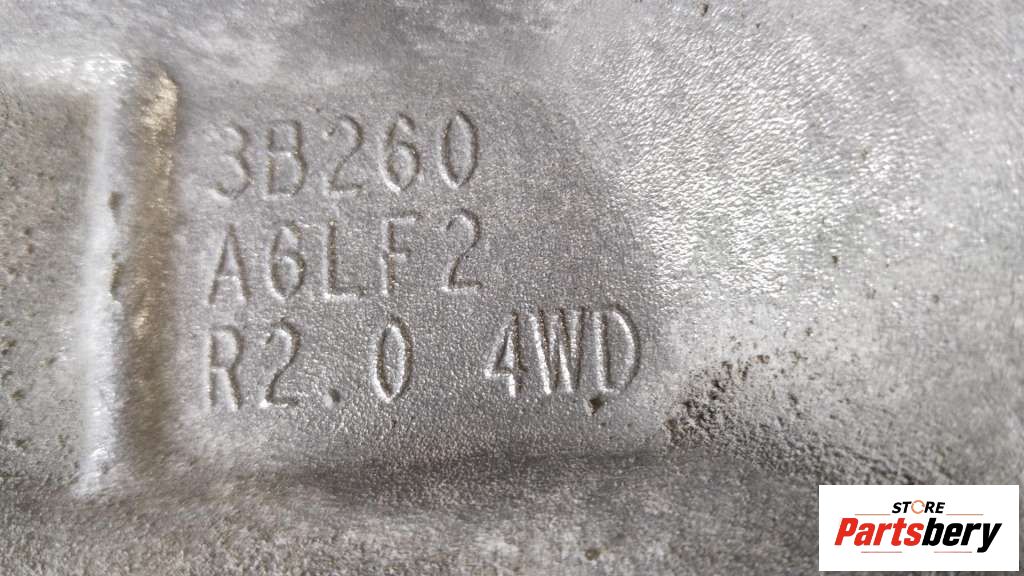 3B260
A6LF2
R2.0 4WD
STORE
Partsbery